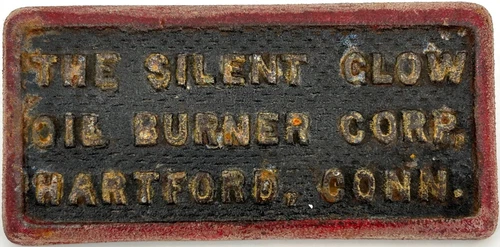 THE SILENT GLOW
OIL BURNER CORP.
HARTFORD, CONN.